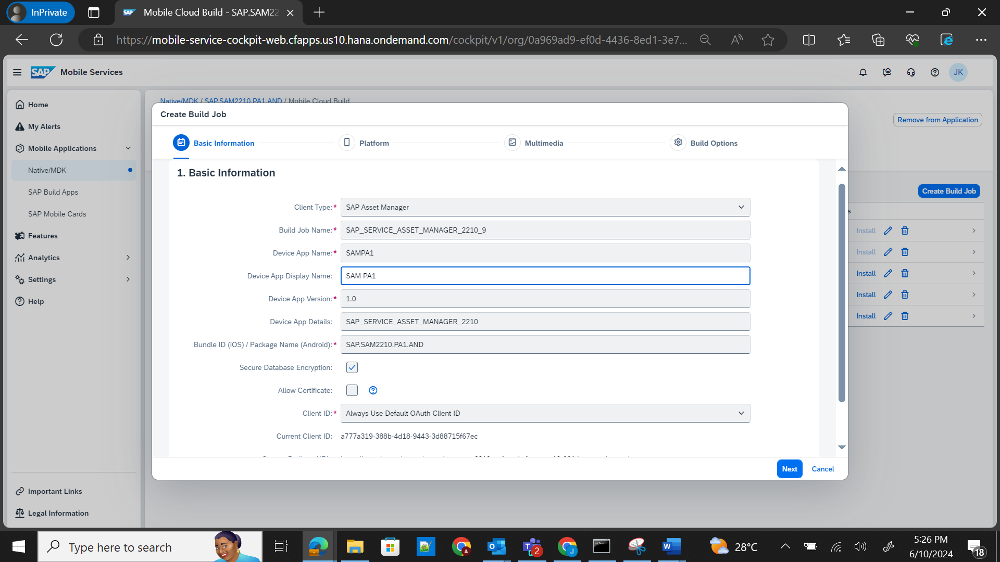 InPrivate
SAP Mobile Cloud Build - SAP.SAM22
https://mobile-service-cockpit-web.cfapps.us10.hana.ondemand.com/cockpit/v1/org/0a969ad9-ef0d-4436-8ed1-3e7...
SAP Mobile Services
JK
Home
My Alerts
Mobile Applications
Native/MDK
SAP Build Apps
SAP Mobile Cards
Features
Analytics
Settings
Help
Important Links
Legal Information
Native/MDK / SAP.SAM2210.PA1.AND / Mobile Cloud Build
Remove from Application
Create Build Job
Install
Install
Install
Install
Install
Create Build Job
Basic Information
Platform
Multimedia
Build Options
1. Basic Information
Client Type:* SAP Asset Manager
Build Job Name:* SAP_SERVICE_ASSET_MANAGER_2210_9
Device App Name:* SAMPA1
Device App Display Name: SAM PA1
Device App Version:* 1.0
Device App Details: SAP_SERVICE_ASSET_MANAGER_2210
Bundle ID (iOS) / Package Name (Android):* SAP.SAM2210.PA1.AND
Secure Database Encryption:
Allow Certificate:
Client ID:* Always Use Default OAuth Client ID
Current Client ID: a777a319-388b-4d18-9443-3d88715f67ec
Next Cancel
Type here to search
2
28°C
5:26 PM
6/10/2024
18